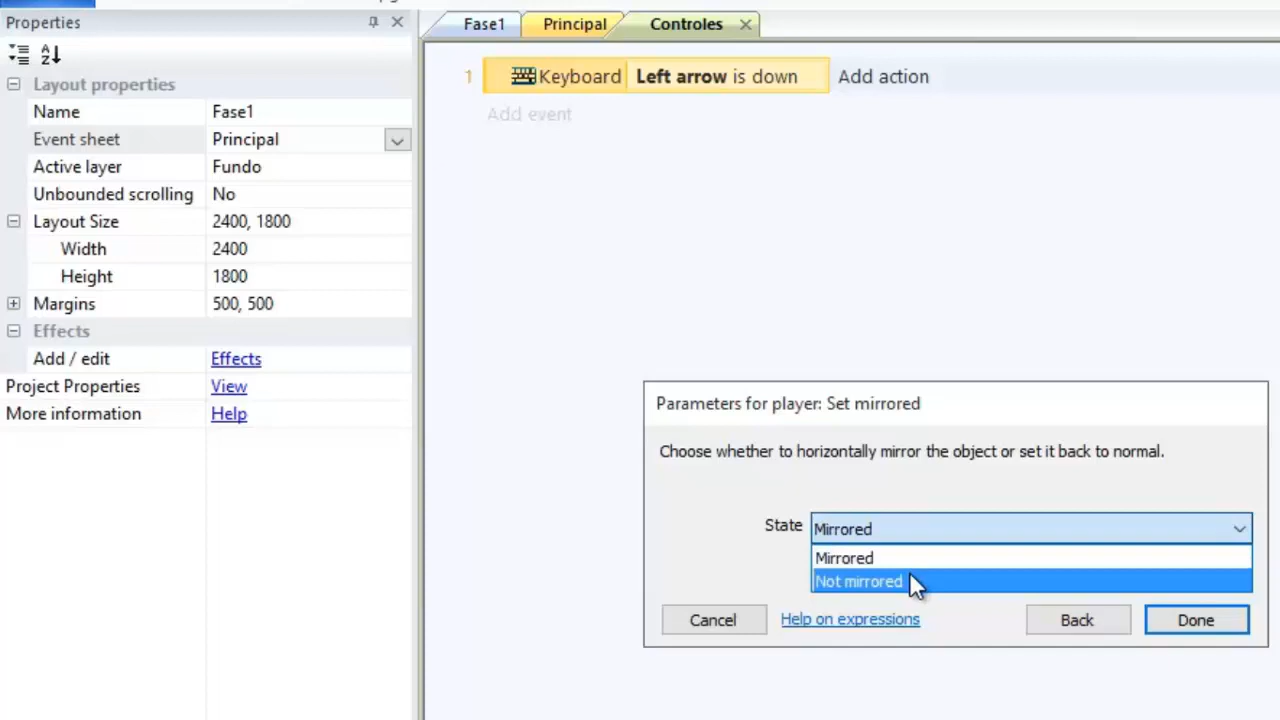 Properties
Layout properties
Name Fase1
Event sheet Principal
Active layer Fundo
Unbounded scrolling No
Layout Size 2400, 1800
Width 2400
Height 1800
Margins 500, 500
Effects
Add / edit Effects
Project Properties View
More information Help
Fase1 Principal Controles
1 Keyboard Left arrow is down Add action
Add event
Parameters for player: Set mirrored
Choose whether to horizontally mirror the object or set it back to normal.
State Mirrored
Mirrored
Not mirrored
Cancel Help on expressions Back Done